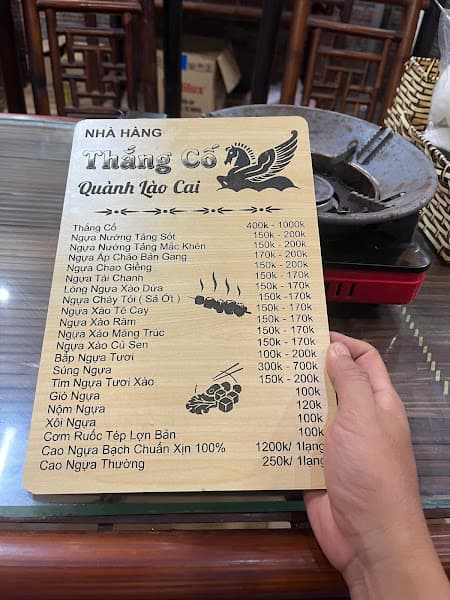 NHÀ HÀNG
Thắng Cố
Quành Lào Cai
Thắng Cố 400k - 1000k
Ngựa Nướng Tảng Sốt 150k - 200k
Ngựa Nướng Tảng Mắc Khén 150k - 200k
Ngựa Áp Chảo Bản Gang 170k - 200k
Ngựa Chao Giềng 150k - 200k
Ngựa Tái Chanh 150k - 170k
Lòng Ngựa Xào Dứa 150k - 170k
Ngựa Cháy Tỏi ( Sả Ớt ) 150k -170k
Ngựa Xào Tê Cay 150k - 170k
Ngựa Xào Răm 150k - 170k
Ngựa Xào Măng Trúc 150k - 170k
Ngựa Xào Củ Sen 150k - 170k
Bắp Ngựa Tươi 100k - 200k
Súng Ngựa 300k - 700k
Tim Ngựa Tươi Xào 150k - 200k
Giò Ngựa 100k
Nộm Ngựa 120k
Xôi Ngựa 100k
Cơm Ruốc Tép Lợn Bản 100k
Cao Ngựa Bạch Chuẩn Xịn 100% 1200k/ 1lạng
Cao Ngựa Thường 250k/ 1lạng